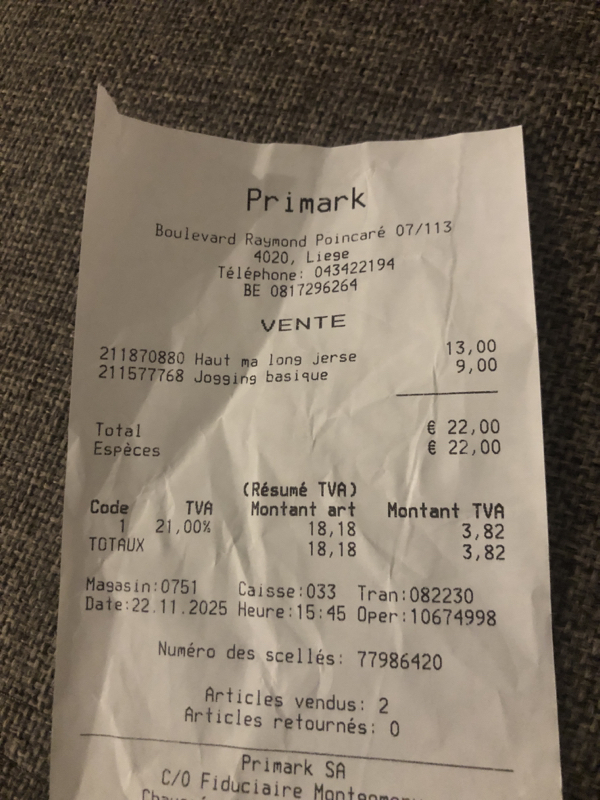 Primark
Boulevard Raymond Poincaré 07/113
4020, Liege
Téléphone: 043422194
BE 0817296264
VENTE
211870880 Haut ma long jerse 13,00
211577768 Jogging basique 9,00
Total € 22,00
Espèces € 22,00
(Résumé TVA)
Code TVA Montant art Montant TVA
1 21,00% 18,18 3,82
TOTAUX 18,18 3,82
Magasin:0751 Caisse:033 Tran:082230
Date:22.11.2025 Heure:15:45 Oper:10674998
Numéro des scellés: 77986420
Articles vendus: 2
Articles retournés: 0
Primark SA
C/O Fiduciaire